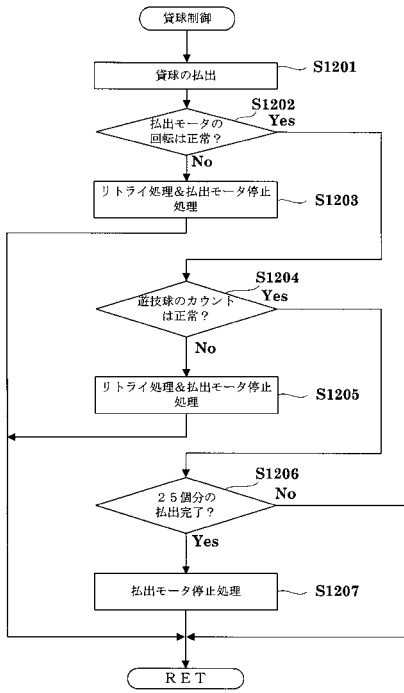 貸球制御
貸球の払出
S1201
S1202
払出モータの
回転は正常？
Yes
No
リトライ処理＆払出モータ停止
処理
S1203
S1204
遊技球のカウント
は正常？
Yes
No
リトライ処理＆払出モータ停止
処理
S1205
S1206
２５個分の
払出完了？
No
Yes
払出モータ停止処理
S1207
ＲＥＴ